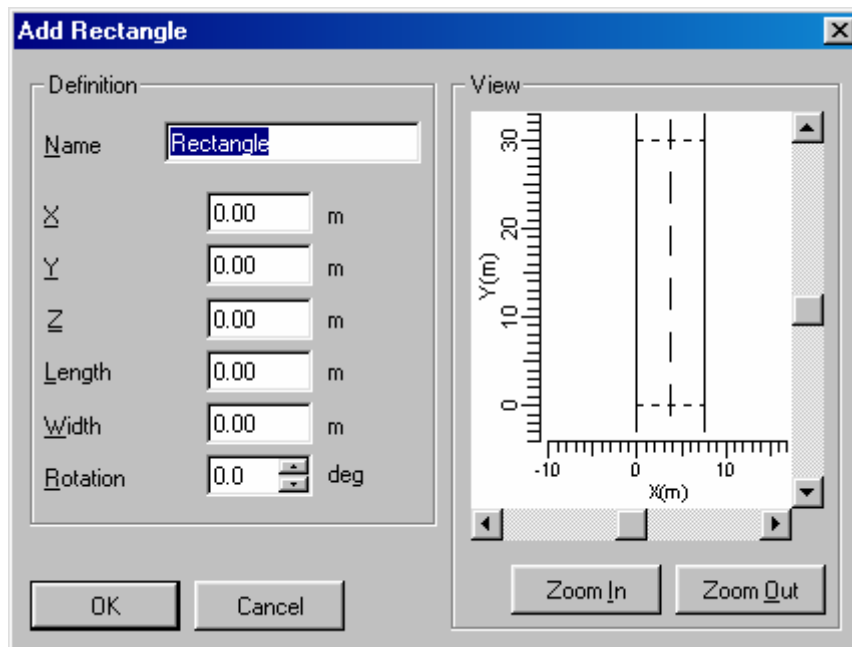 Add Rectangle
Definition
Name Rectangle
X 0.00 m
Y 0.00 m
Z 0.00 m
Length 0.00 m
Width 0.00 m
Rotation 0.0 deg
OK Cancel
View
30
20
10
0
Y(m)
-10 0 10
X(m)
Zoom In Zoom Out